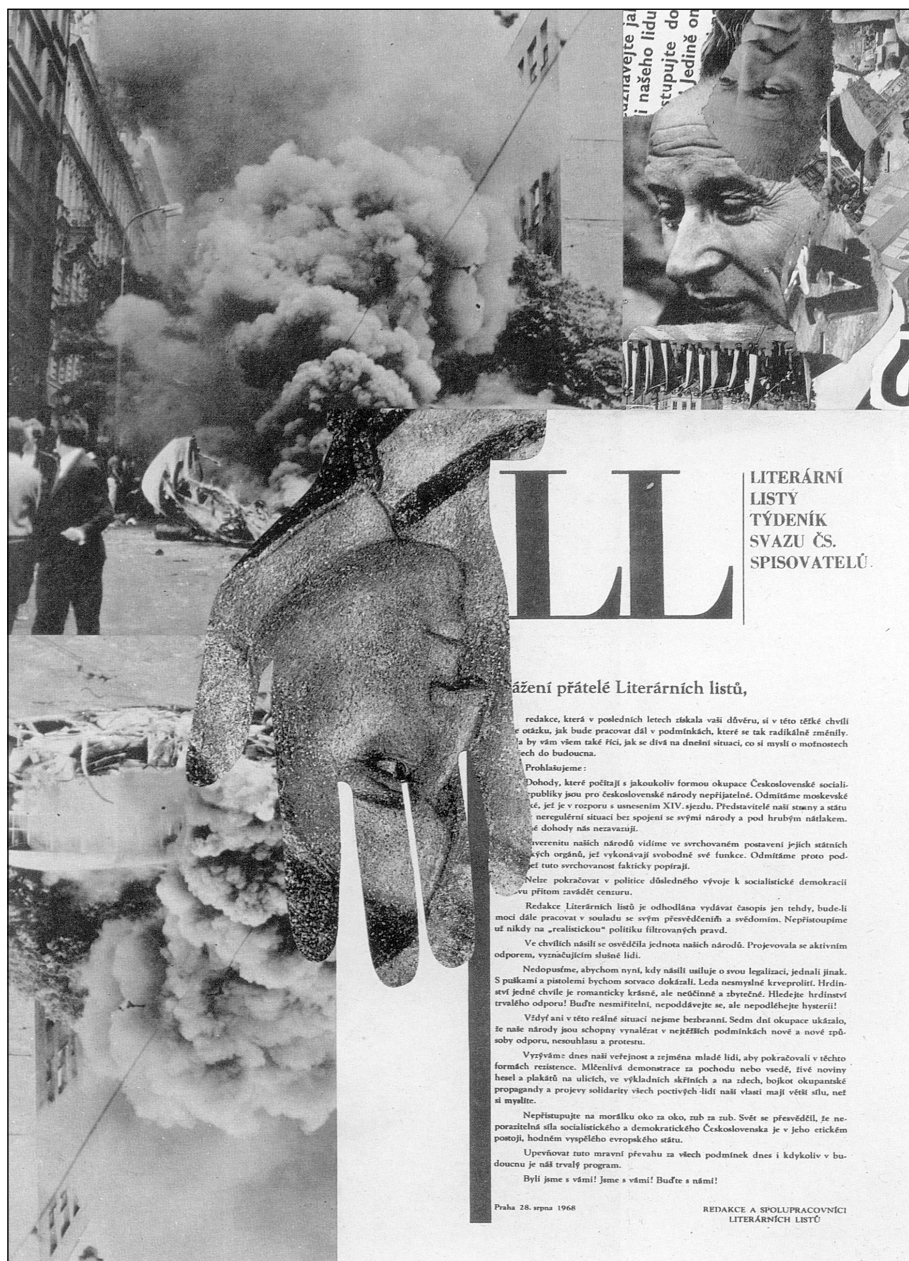 znávejte ja
i našeho lidu
stupujte do
Jedině on
LL
LITERÁRNÍ
LISTY
TÝDENÍK
SVAZU ČS.
SPISOVATELŮ
ážení přátelé Literárních listů,
redakce, která v posledních letech získala vaši důvěru, si v této těžké chvíli
otázku, jak bude pracovat dál v podmínkách, které se tak radikálně změnily.
a by vám všem také říci, jak se dívá na dnešní situaci, co si myslí o možnostech
ech do budoucna.
Prohlašujeme:
Dohody, které počítají s jakoukoliv formou okupace Československé sociali-
publiky jsou pro československé národy nepřijatelné. Odmítáme moskevské
ké, jež je v rozporu s usnesením XIV. sjezdu. Představitelé naší strany a státu
neregulérní situaci bez spojení se svými národy a pod hrubým nátlakem.
é dohody nás nezavazují.
uverenitu našich národů vidíme ve svrchovaném postavení jejich státních
kých orgánů, jež vykonávají svobodně své funkce. Odmítáme proto pod-
ež tuto svrchovanost fakticky popírají.
Nelze pokračovat v politice důsledného vývoje k socialistické demokracii
vu přitom zavádět cenzuru.
Redakce Literárních listů je odhodlána vydávat časopis jen tehdy, bude-li
moci dále pracovat v souladu se svým přesvědčením a svědomím. Nepřistoupíme
už nikdy na „realistickou" politiku filtrovaných pravd.
Ve chvílích násilí se osvědčila jednota našich národů. Projevovala se aktivním
odporem, vyznačujícím slušné lidi.
Nedopusťme, abychom nyní, kdy násilí usiluje o svou legalizaci, jednali jinak.
S puškami a pistolemi bychom sotvaco dokázali. Leda nesmyslné krveprolití. Hrdin-
ství jedné chvíle je romanticky krásné, ale neúčinné a zbytečné. Hledejte hrdinství
trvalého odporu! Buďte nesmiřitelní, nepoddávejte se, ale nepodléhejte hysterii!
Vždyť ani v této reálné situaci nejsme bezbranní. Sedm dní okupace ukázalo,
že naše národy jsou schopny vynalézat v nejtěžších podmínkách nové a nové způ-
soby odporu, nesouhlasu a protestu.
Vyzýváme dnes naši veřejnost a zejména mladé lidi, aby pokračovali v těchto
formách rezistence. Mlčenlivá demonstrace za pochodu nebo vsedě, živé noviny
hesel a plakátů na ulicích, ve výkladních skříních a na zdech, bojkot okupantské
propagandy a projevy solidarity všech poctivých lidí naší vlasti mají větší sílu, než
si myslíte.
Nepřistupujte na morálku oko za oko, zub za zub. Svět se přesvědčil, že ne-
porazitelná síla socialistického a demokratického Československa je v jeho etickém
postoji, hodném vyspělého evropského státu.
Upevňovat tuto mravní převahu za všech podmínek dnes i kdykoliv v bu-
doucnu je náš trvalý program.
Byli jsme s vámi! Jsme s vámi! Buďte s námi!
Praha 28. srpna 1968
REDAKCE A SPOLUPRACOVNÍCI
LITERÁRNÍCH LISTŮ